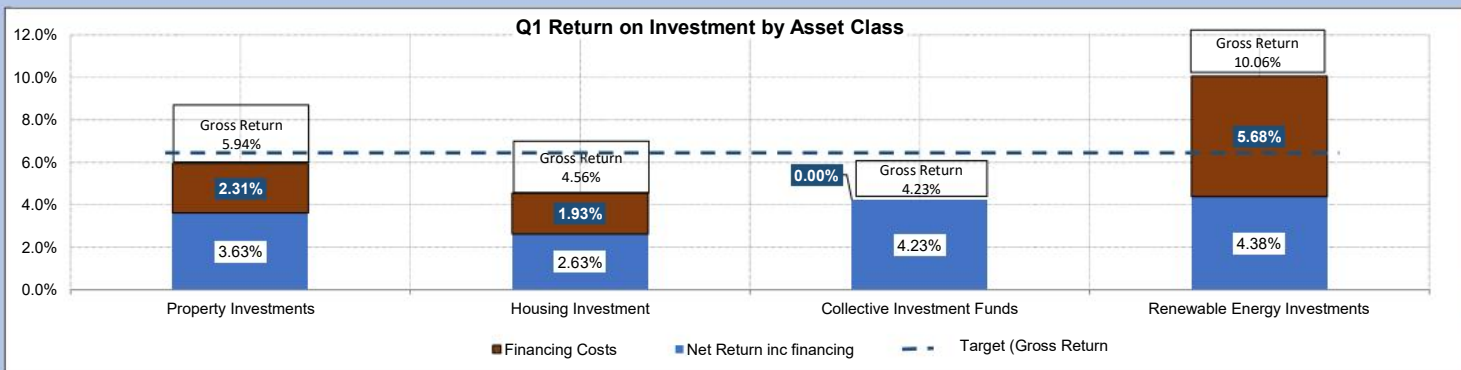 Q1 Return on Investment by Asset Class
12.0%
10.0%
8.0%
6.0%
4.0%
2.0%
0.0%
Gross Return
5.94%
2.31%
3.63%
Gross Return
4.56%
1.93%
2.63%
0.00%
Gross Return
4.23%
4.23%
Gross Return
10.06%
5.68%
4.38%
Property Investments
Housing Investment
Collective Investment Funds
Renewable Energy Investments
Financing Costs
Net Return inc financing
Target (Gross Return